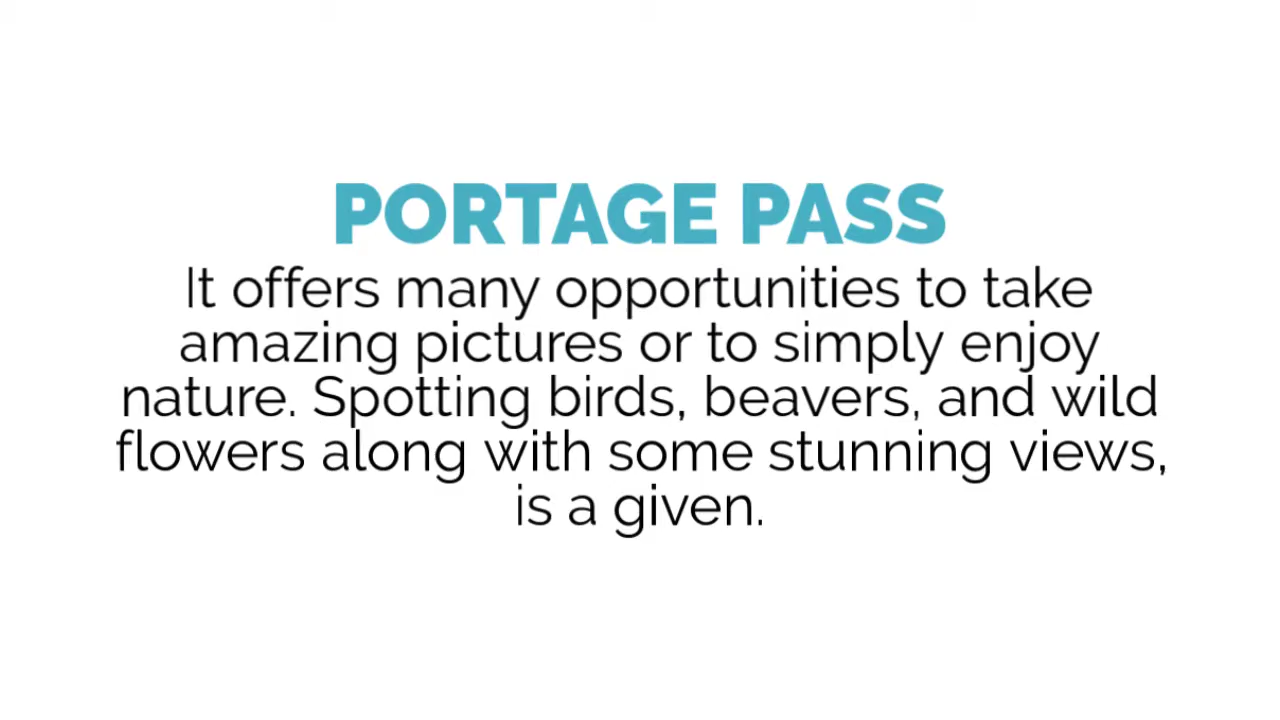 PORTAGE PASS
It offers many opportunities to take
amazing pictures or to simply enjoy
nature. Spotting birds, beavers, and wild
flowers along with some stunning views,
is a given.